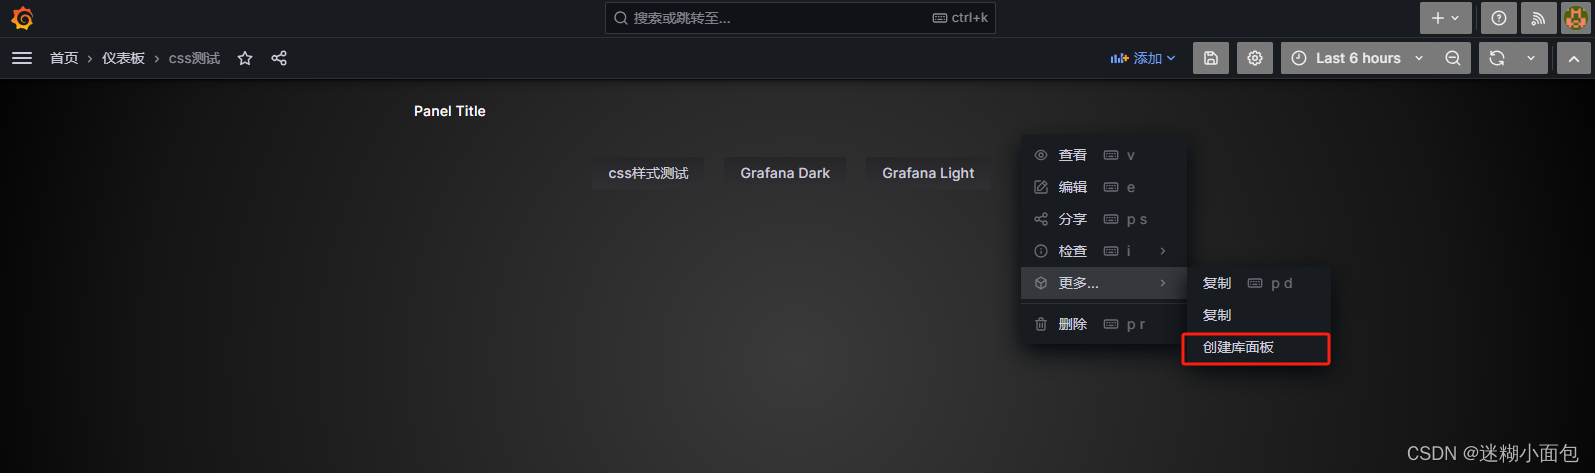 搜索或跳转至... ctrl+k
首页 › 仪表板 › css测试 添加 Last 6 hours
Panel Title
css样式测试 Grafana Dark Grafana Light
查看 v
编辑 e
分享 p s
检查 i
更多...
删除 p r
复制 p d
复制
创建库面板
CSDN @迷糊小面包